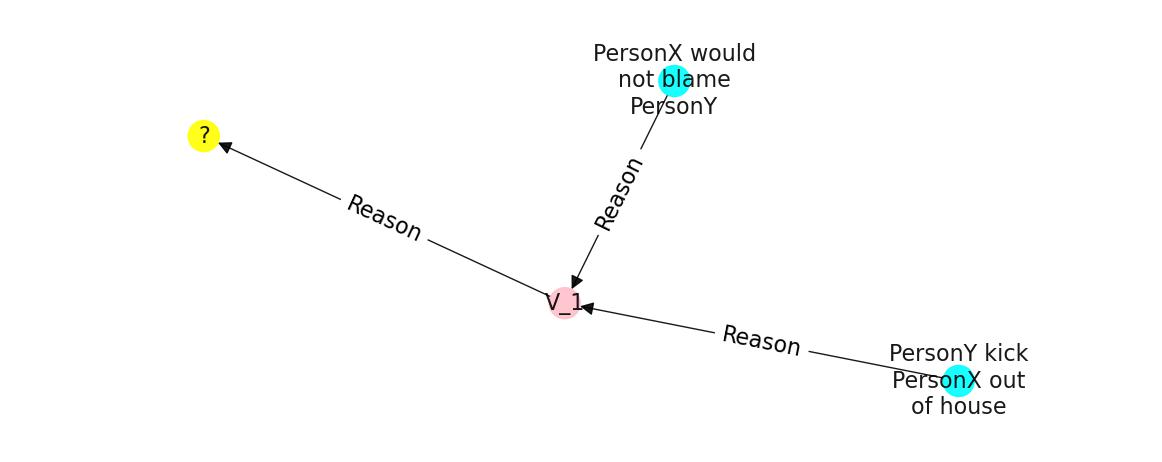 PersonX would
not blame
PersonY
?
Reason
Reason
V_1
Reason
PersonY kick
PersonX out
of house